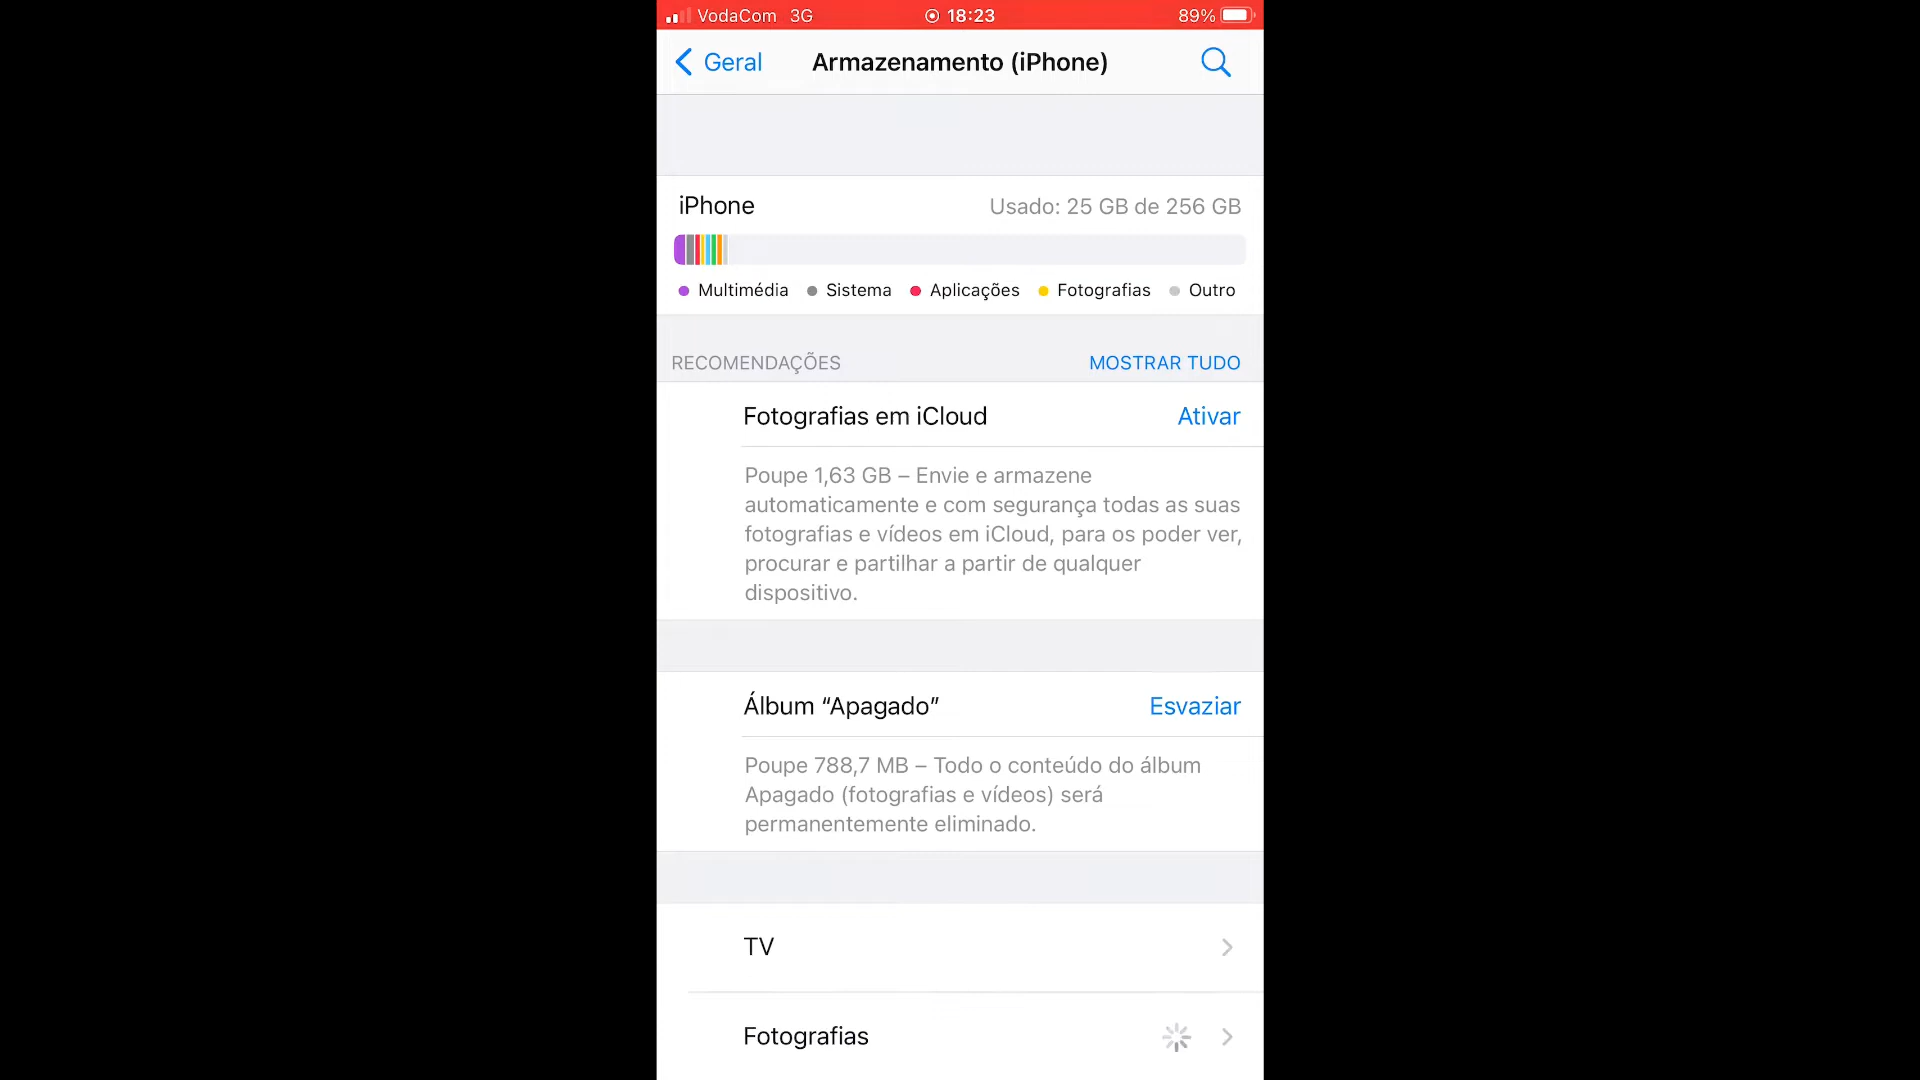 VodaCom 3G 18:23 89%
Geral Armazenamento (iPhone)
iPhone Usado: 25 GB de 256 GB
Multimédia Sistema Aplicações Fotografias Outro
RECOMENDAÇÕES MOSTRAR TUDO
Fotografias em iCloud Ativar
Poupe 1,63 GB – Envie e armazene
automaticamente e com segurança todas as suas
fotografias e vídeos em iCloud, para os poder ver,
procurar e partilhar a partir de qualquer
dispositivo.
Álbum “Apagado” Esvaziar
Poupe 788,7 MB – Todo o conteúdo do álbum
Apagado (fotografias e vídeos) será
permanentemente eliminado.
TV
Fotografias